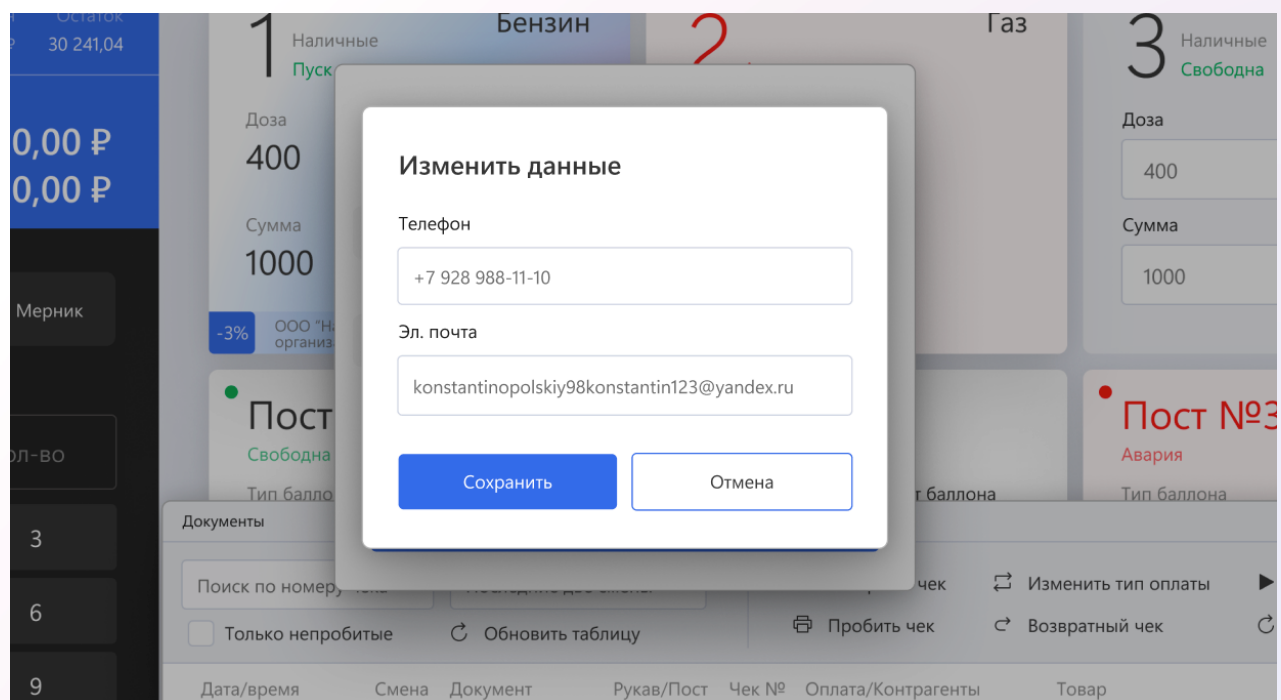 Остаток
30 241,04
0,00 ₽
0,00 ₽
Мерник
3
6
9
1
Наличные
Пуск
Бензин
Доза
400
Сумма
1000
-3%
ООО "На
2
Газ
3
Наличные
Свободна
Доза
400
Сумма
1000
Изменить данные
Телефон
+7 928 988-11-10
Эл. почта
konstantinopolskiy98konstantin123@yandex.ru
Сохранить
Отмена
Пост
Свободна
Тип балло
т баллона
Пост №3
Авария
Тип баллона
Документы
Поиск по номеру
Только непробитые
Обновить таблицу
чек
Изменить тип оплаты
Пробить чек
Возвратный чек
Дата/время Смена Документ Рукав/Пост Чек № Оплата/Контрагенты Товар